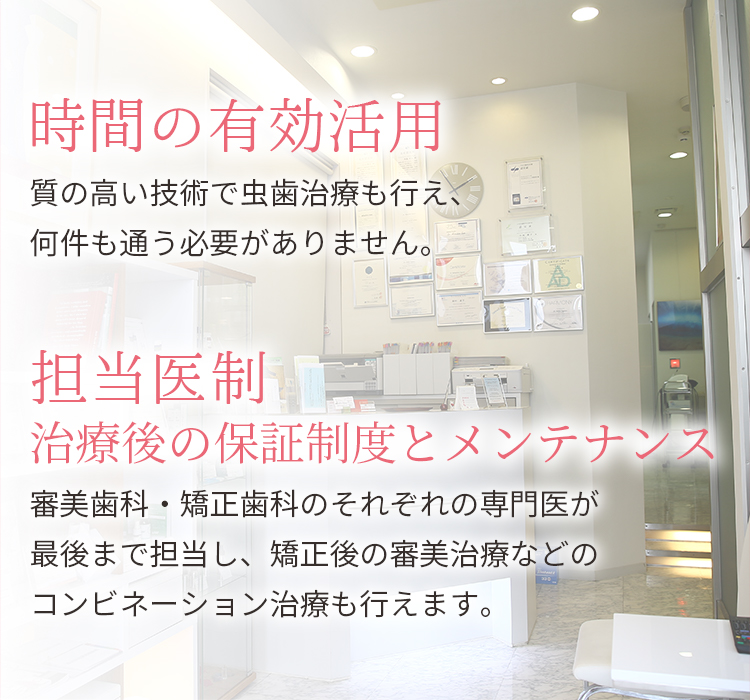 時間の有効活用
質の高い技術で虫歯治療も行え、
何件も通う必要がありません。
担当医制
治療後の保証制度とメンテナンス
審美歯科・矯正歯科のそれぞれの専門医が
最後まで担当し、矯正後の審美治療などの
コンビネーション治療も行えます。